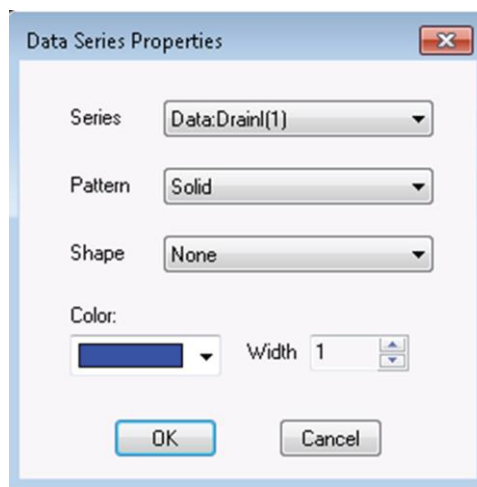 Data Series Properties
Series Data:DrainI(1)
Pattern Solid
Shape None
Color:
Width 1
OK Cancel